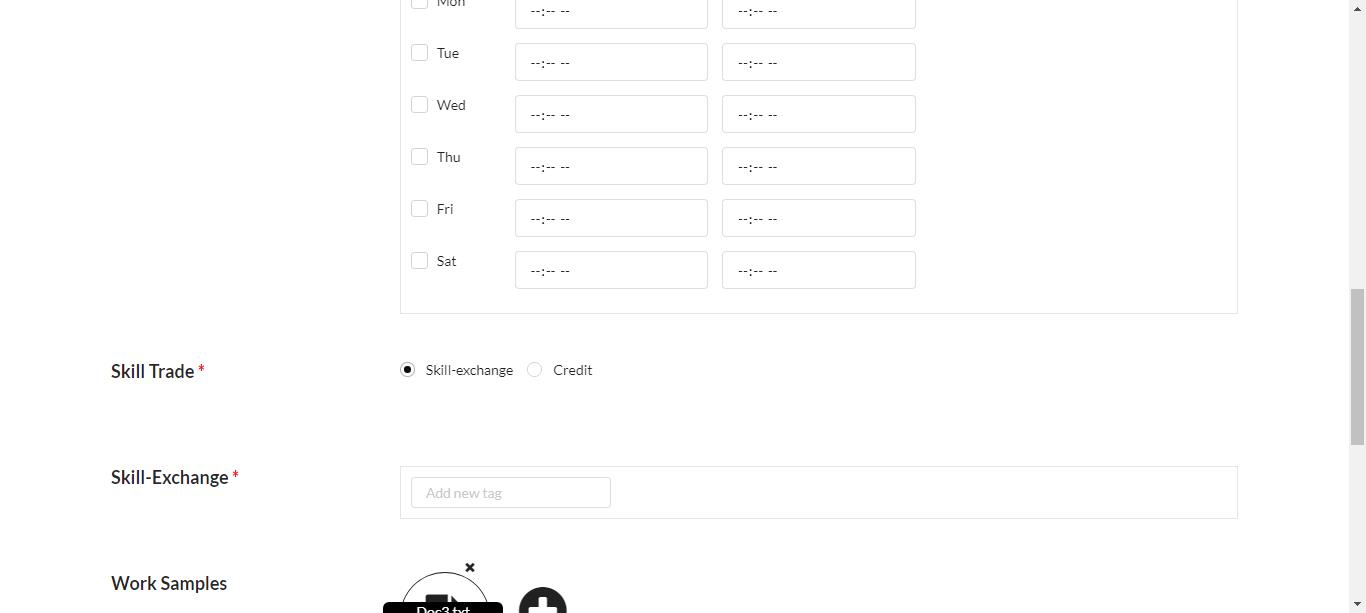 Mon --:-- -- --:-- --
Tue --:-- -- --:-- --
Wed --:-- -- --:-- --
Thu --:-- -- --:-- --
Fri --:-- -- --:-- --
Sat --:-- -- --:-- --
Skill Trade * Skill-exchange Credit
Skill-Exchange * Add new tag
Work Samples
Doc3.txt